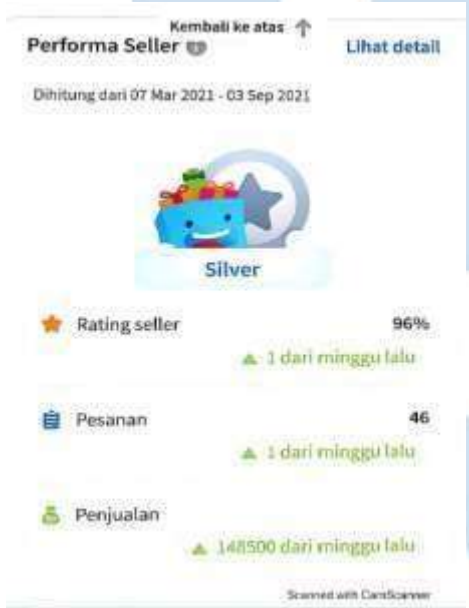 Kembali ke atas ↑
Performa Seller
Lihat detail
Dihitung dari 07 Mar 2021 - 03 Sep 2021
Silver
Rating seller
96%
▲ 1 dari minggu lalu
Pesanan
46
▲ 1 dari minggu lalu
Penjualan
▲ 148500 dari minggu lalu
Scanned with CamScanner